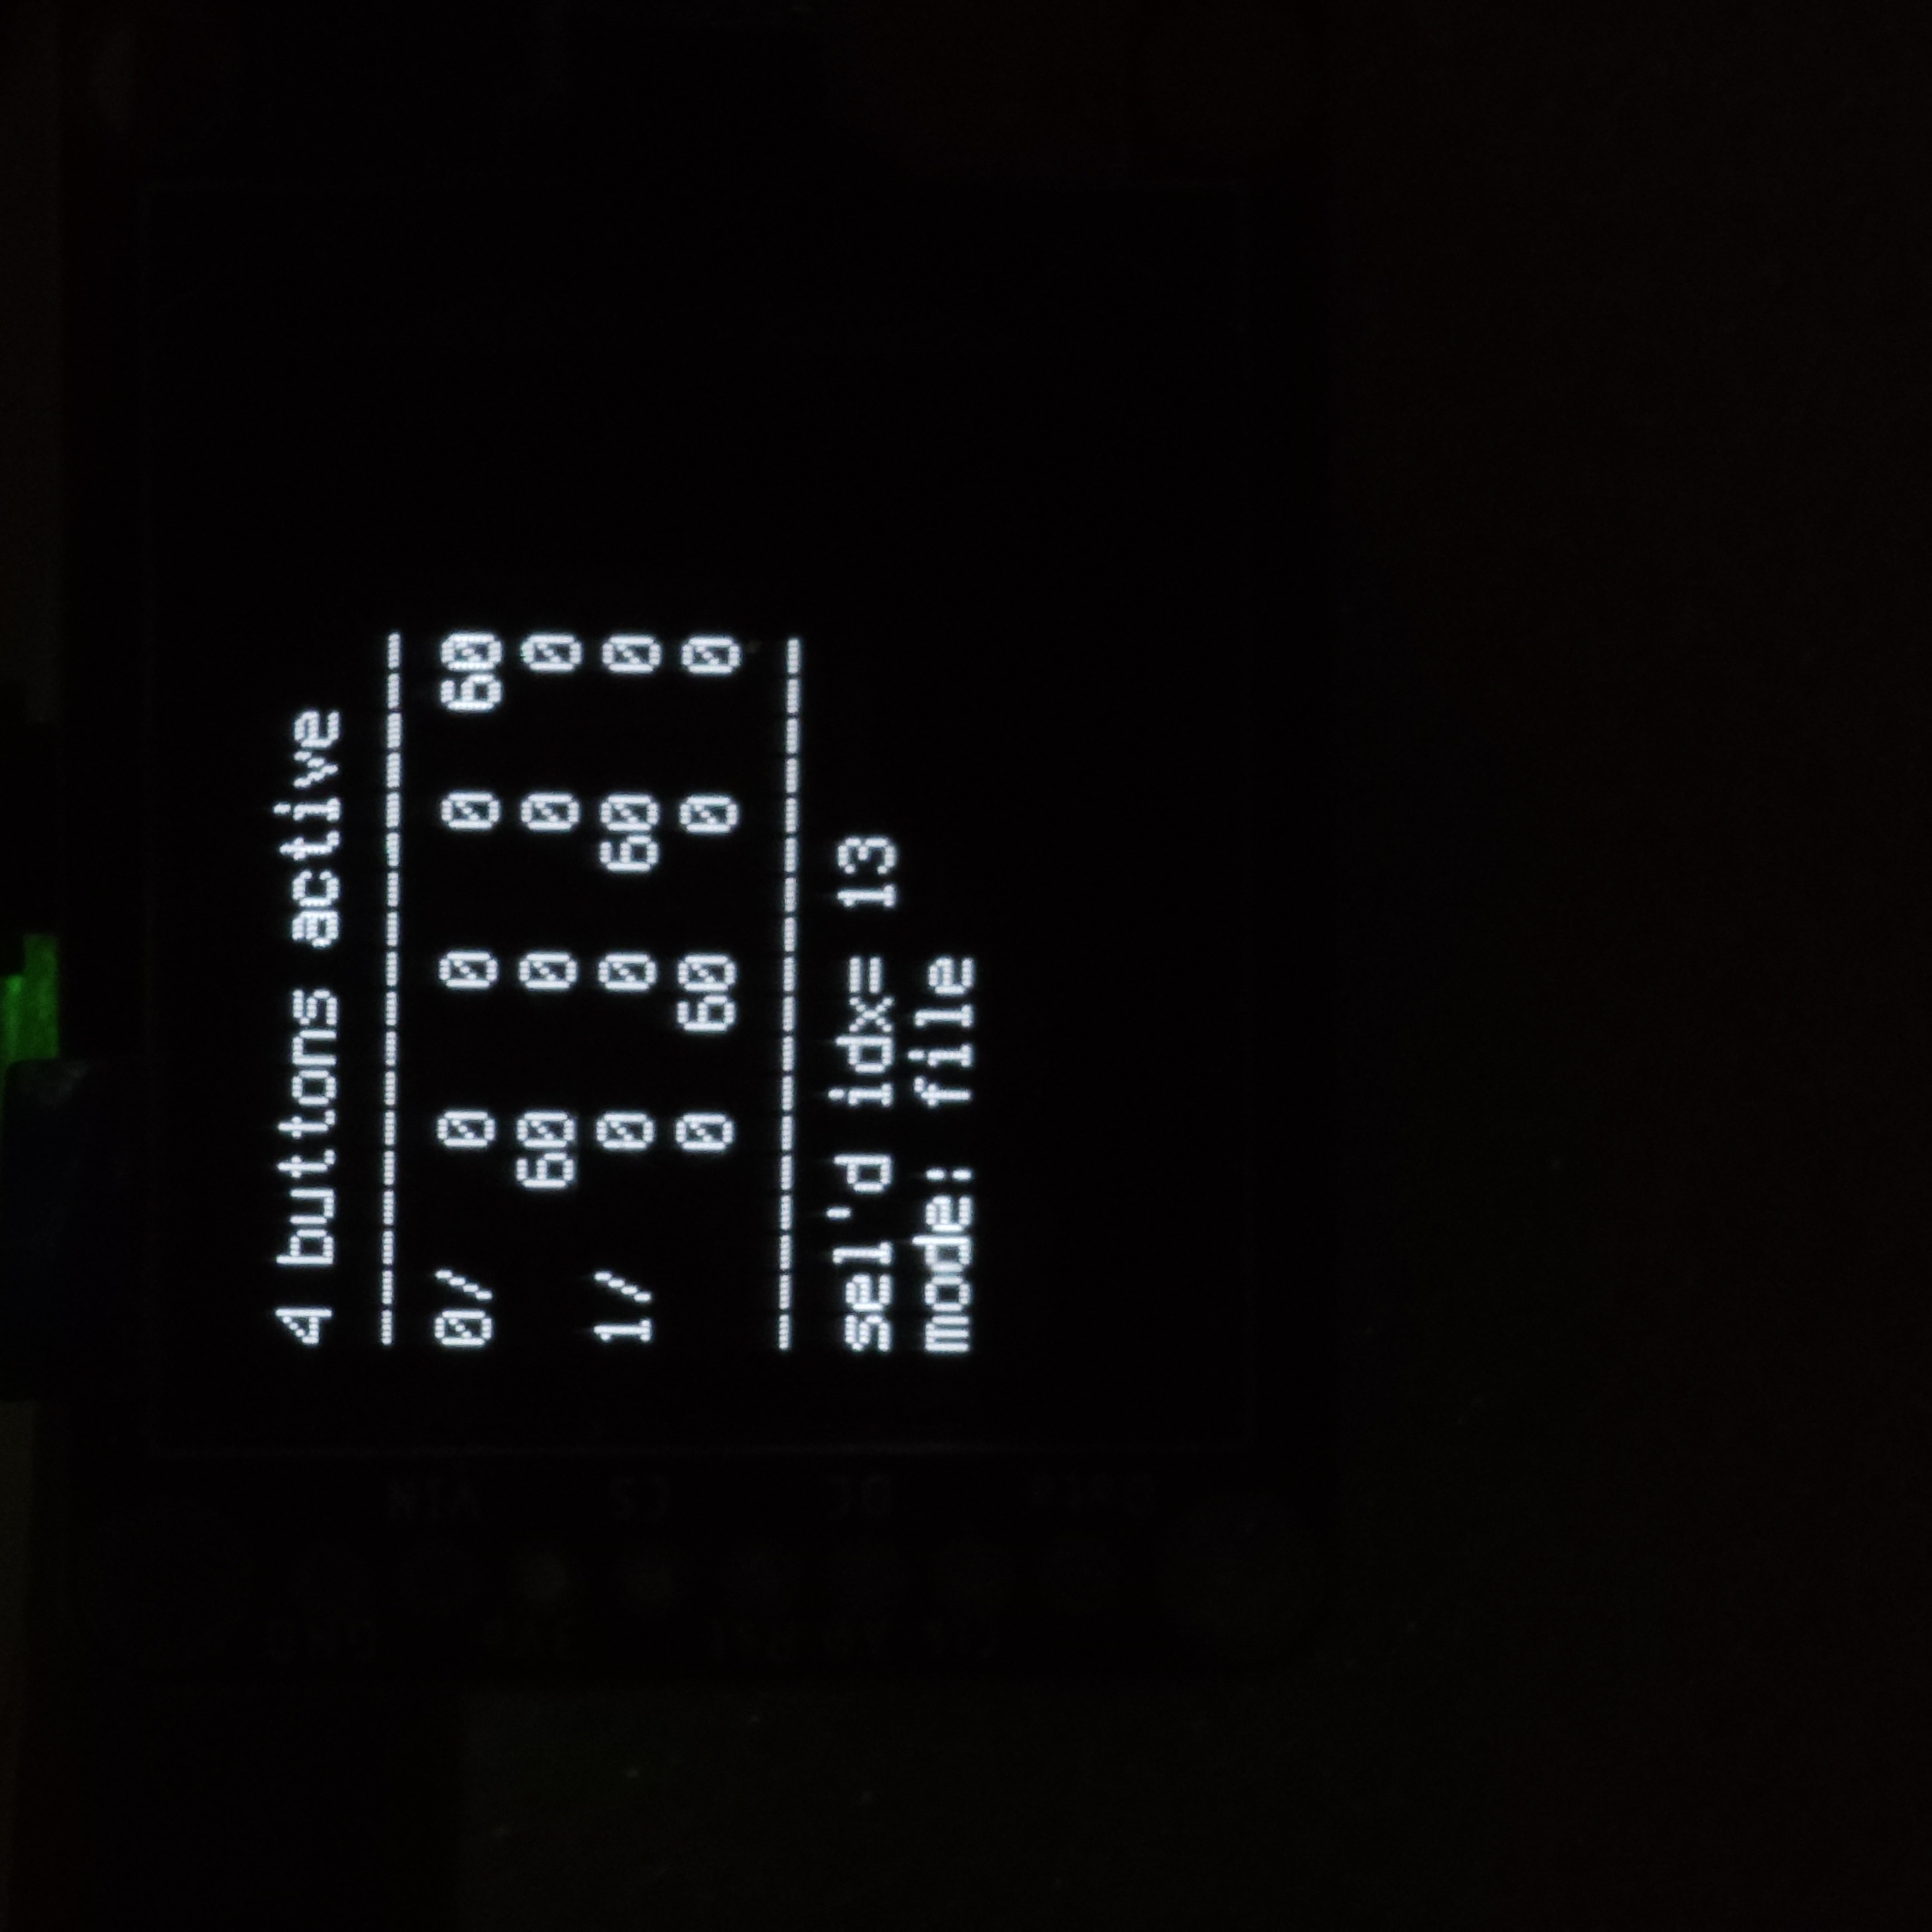 4 buttons active
------------------
0/   0   0   0  60
    60   0   0   0
1/   0   0  60   0
     0  60   0   0
------------------
sel'd idx= 13
mode: file